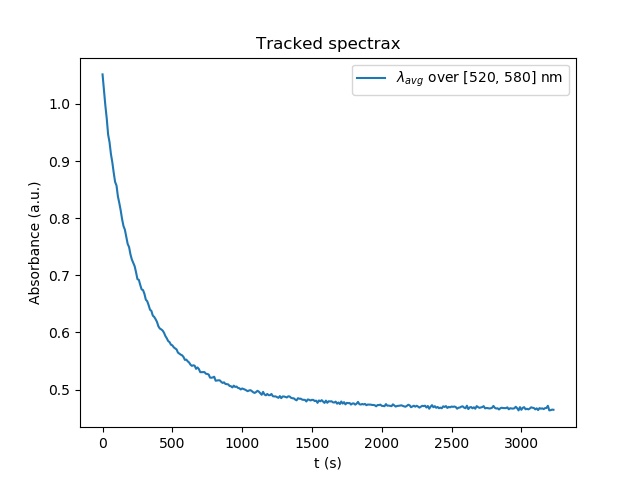 Tracked spectrax
λavg over [520, 580] nm
Absorbance (a.u.)
1.0
0.9
0.8
0.7
0.6
0.5
0 500 1000 1500 2000 2500 3000
t (s)